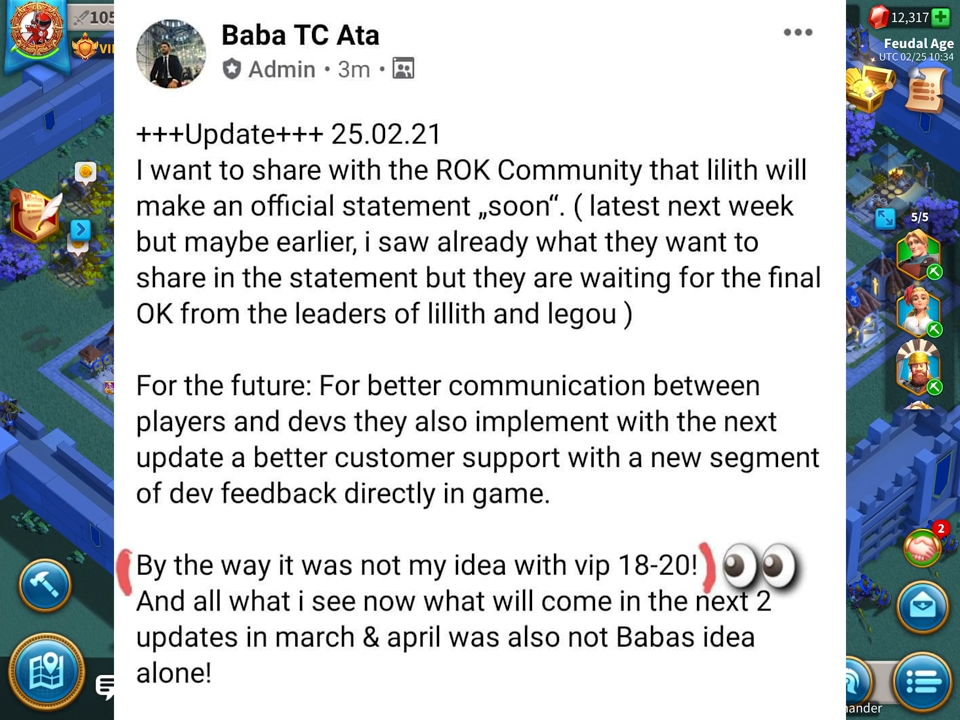 105
VI
Baba TC Ata
Admin • 3m •
+++Update+++ 25.02.21
I want to share with the ROK Community that lilith will
make an official statement „soon“. ( latest next week
but maybe earlier, i saw already what they want to
share in the statement but they are waiting for the final
OK from the leaders of lillith and legou )
For the future: For better communication between
players and devs they also implement with the next
update a better customer support with a new segment
of dev feedback directly in game.
By the way it was not my idea with vip 18-20!
And all what i see now what will come in the next 2
updates in march & april was also not Babas idea
alone!
12,317
Feudal Age
UTC 02/25 10:34
5/5
2
mander